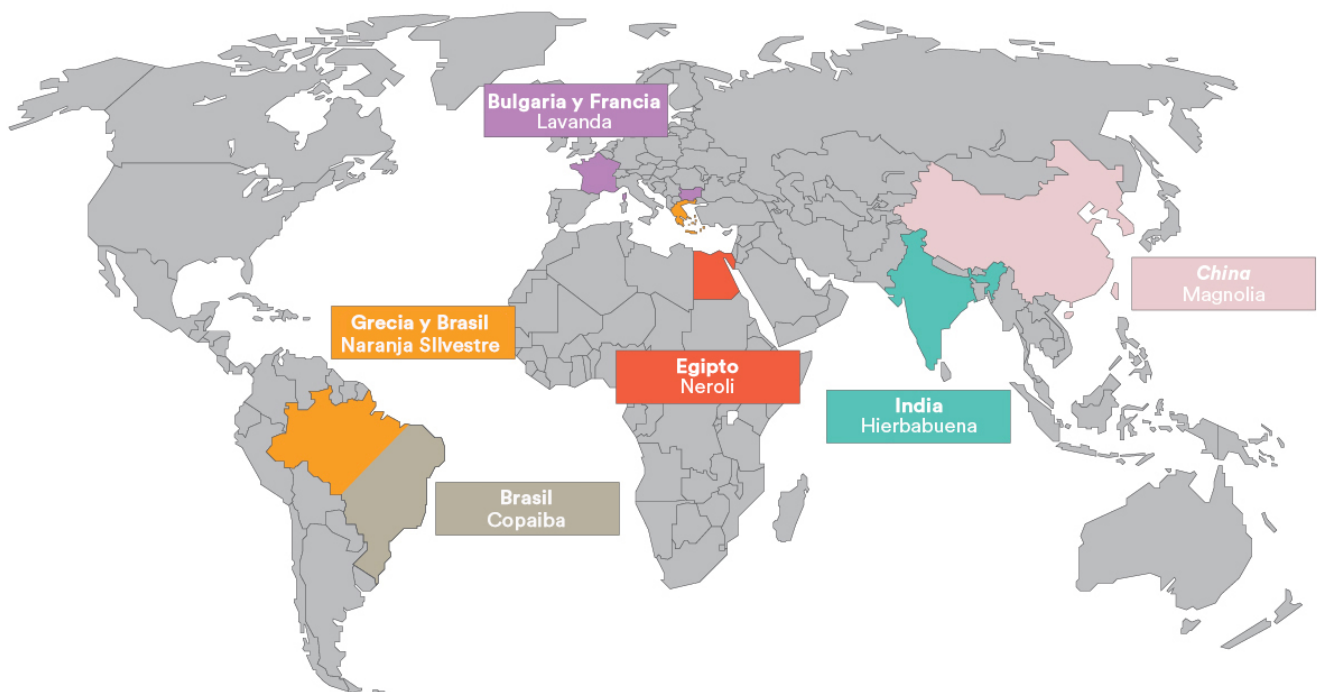 Bulgaria y Francia
Lavanda
China
Magnolia
Grecia y Brasil
Naranja SIlvestre
Egipto
Neroli
India
Hierbabuena
Brasil
Copaiba